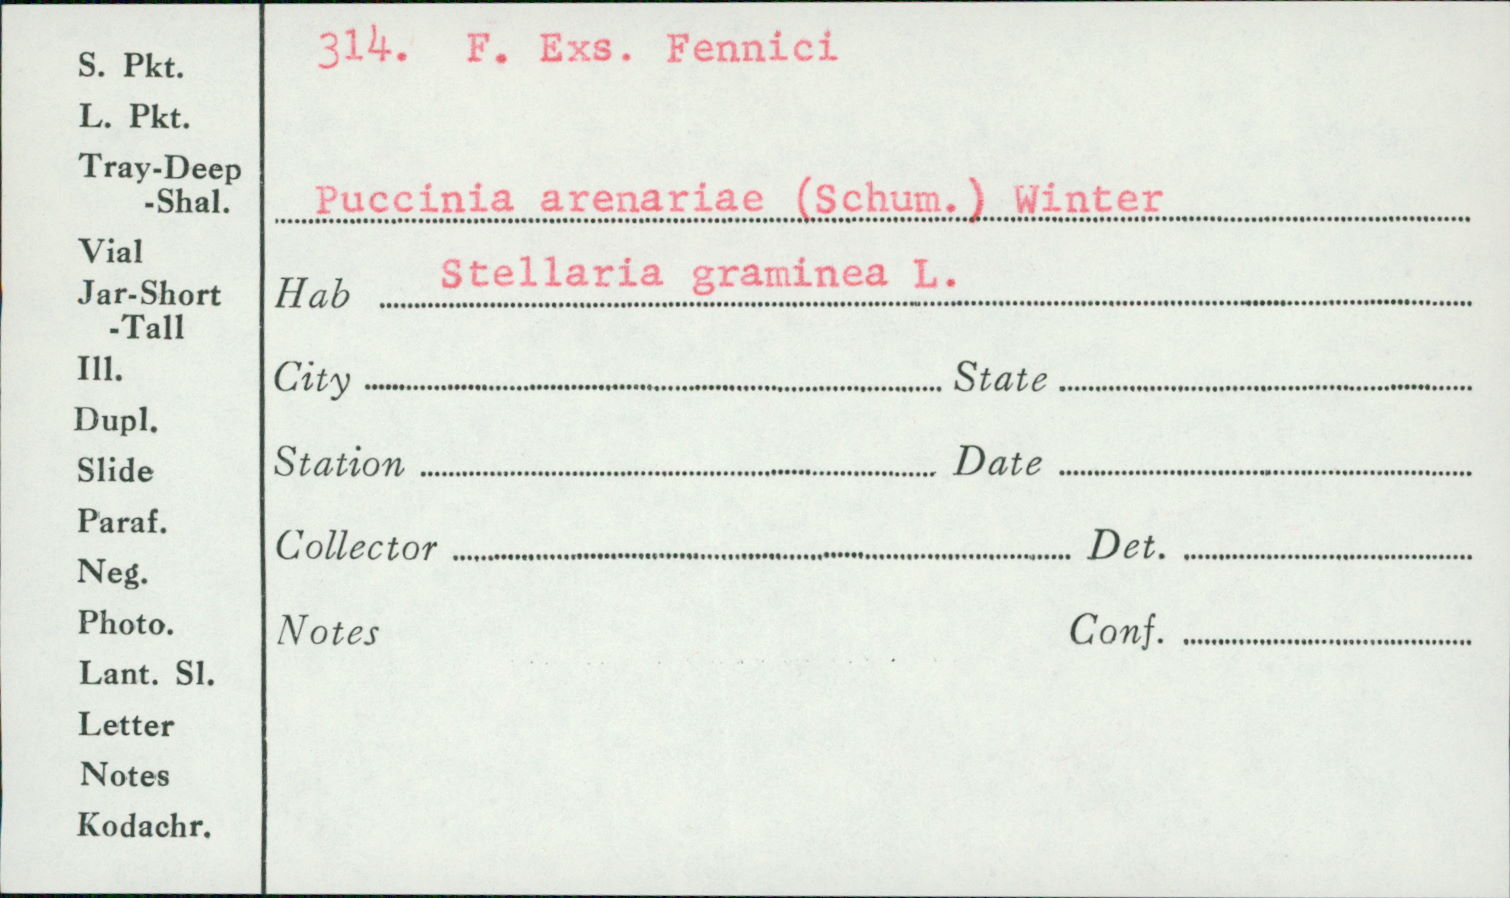 314. F. Exs. Fennici
Puccinia arenariae (Schum.) Winter
Hab Stellaria graminea L.
City State
Station Date
Collector Det.
Notes Conf.
S. Pkt.
L. Pkt.
Tray-Deep
-Shal.
Vial
Jar-Short
-Tall
Ill.
Dupl.
Slide
Paraf.
Neg.
Photo.
Lant. Sl.
Letter
Notes
Kodachr.